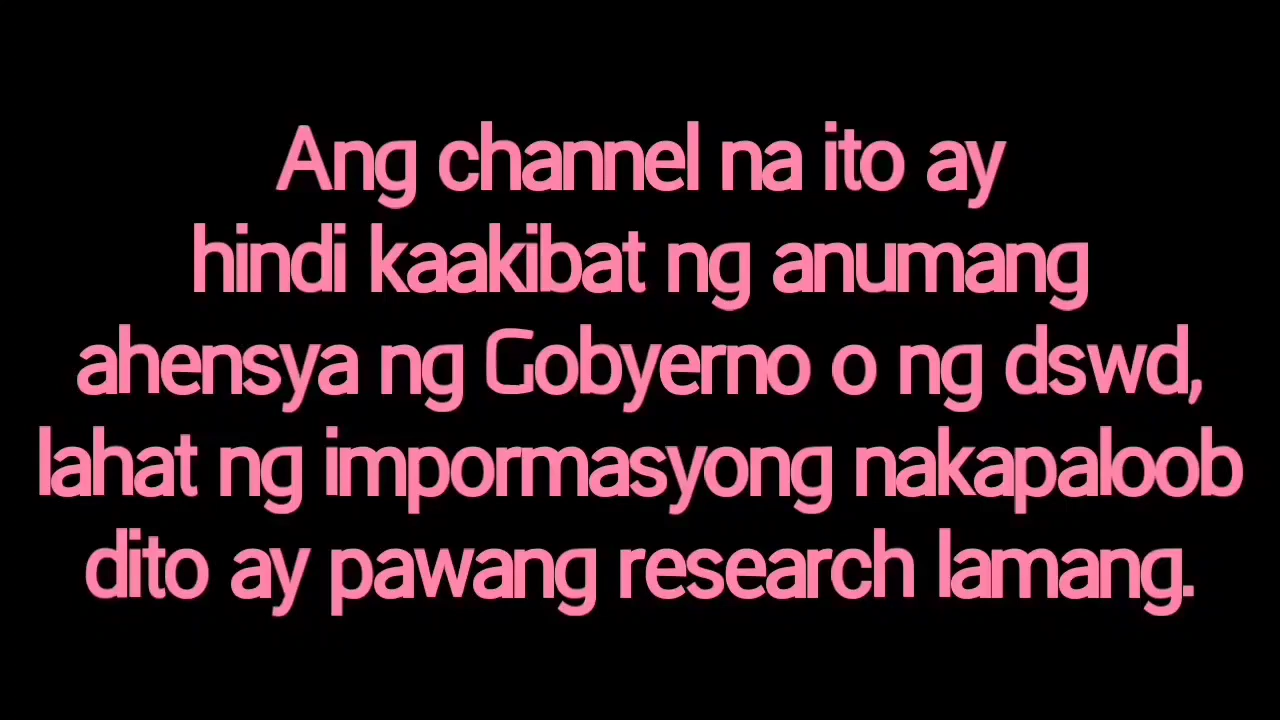 Ang channel na ito ay
hindi kaakibat ng anumang
ahensya ng Gobyerno o ng dswd,
lahat ng impormasyong nakapaloob
dito ay pawang research lamang.